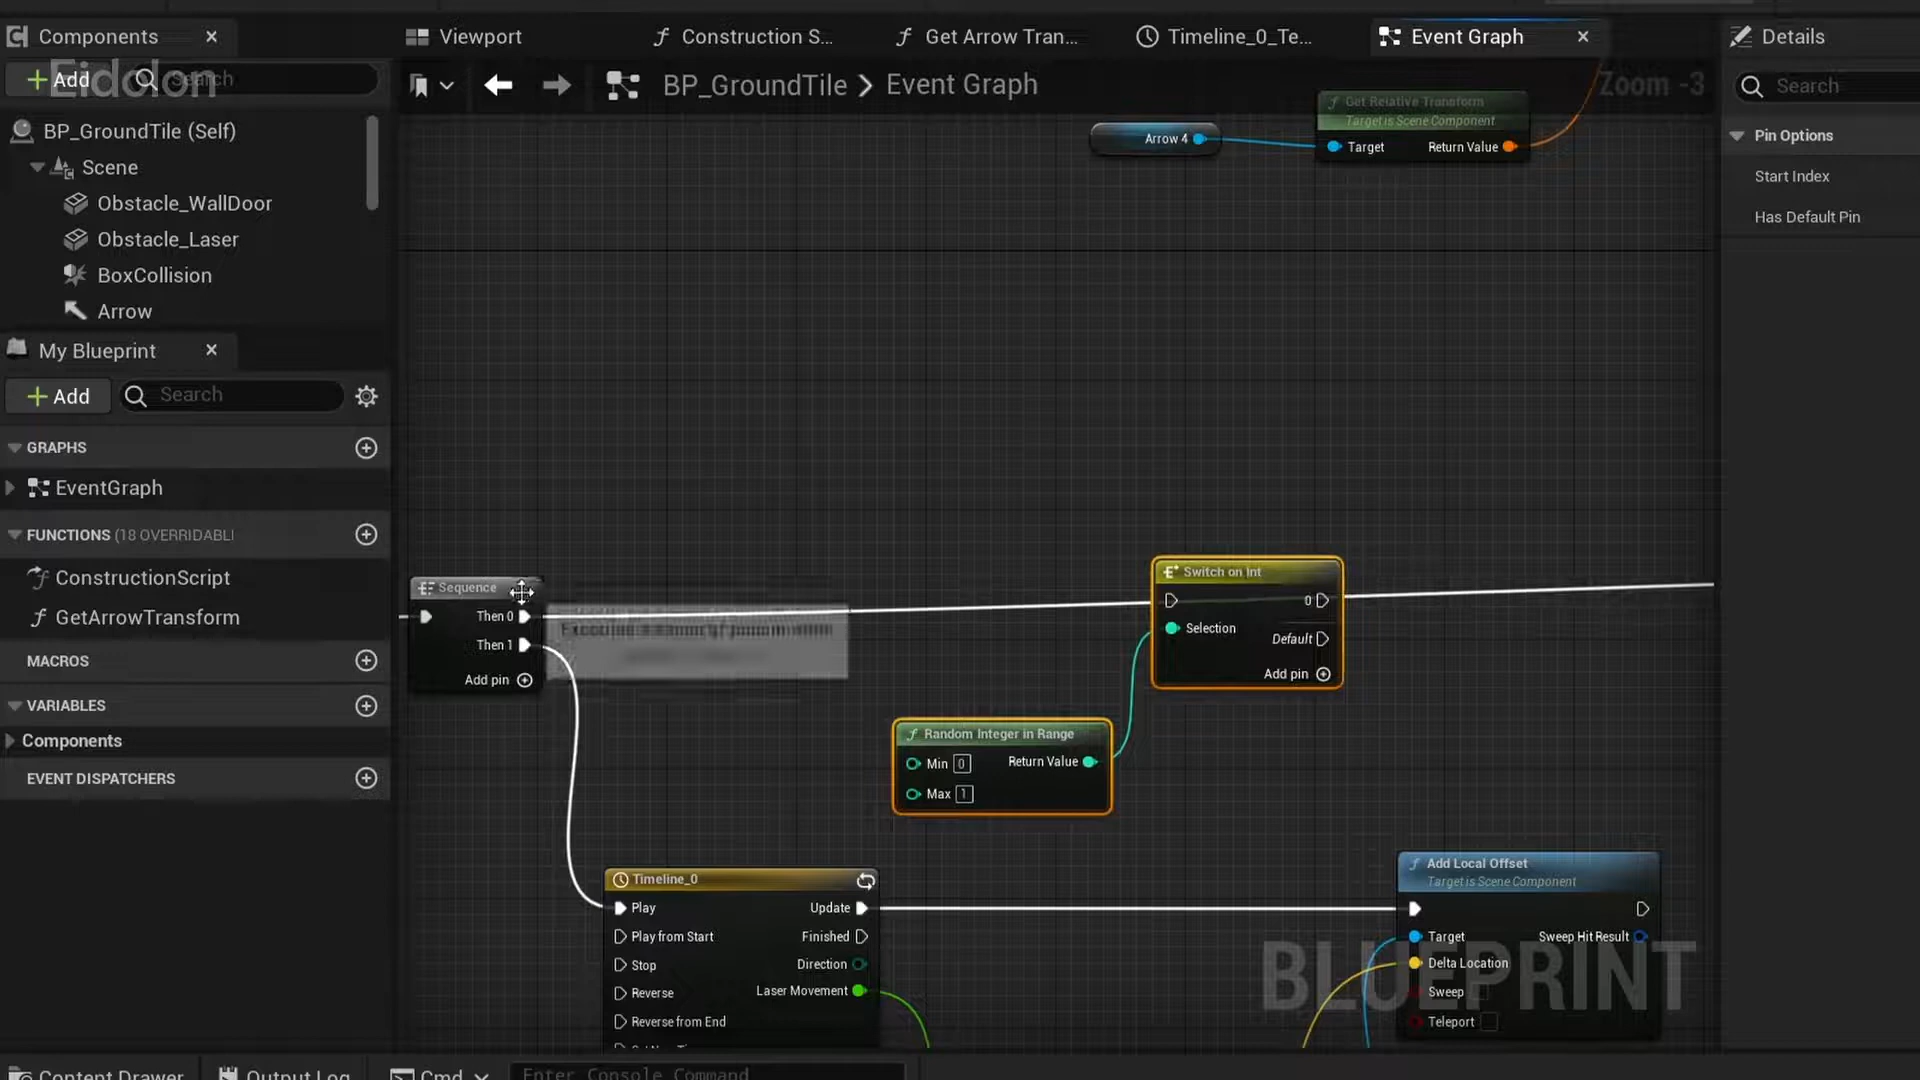 Components
Viewport
Construction S...
Get Arrow Tran...
Timeline_0_Te...
Event Graph
Details
Add
Search
Eidolon
BP_GroundTile
Event Graph
Zoom -3
Search
BP_GroundTile (Self)
Scene
Obstacle_WallDoor
Obstacle_Laser
BoxCollision
Arrow
My Blueprint
Add
Search
GRAPHS
EventGraph
FUNCTIONS (18 OVERRIDABL
ConstructionScript
GetArrowTransform
MACROS
VARIABLES
Components
EVENT DISPATCHERS
Arrow 4
Get Relative Transform
Target is Scene Component
Target
Return Value
Pin Options
Start Index
Has Default Pin
Sequence
Then 0
Then 1
Add pin
Switch on Int
0
Selection
Default
Add pin
Random Integer in Range
Min 0
Return Value
Max 1
Timeline_0
Play
Update
Play from Start
Finished
Stop
Direction
Reverse
Laser Movement
Reverse from End
Add Local Offset
Target is Scene Component
Target
Sweep Hit Result
Delta Location
Sweep
Teleport
BLUEPRINT
Content Drawer
Output Log
Cmd
Enter Console Command